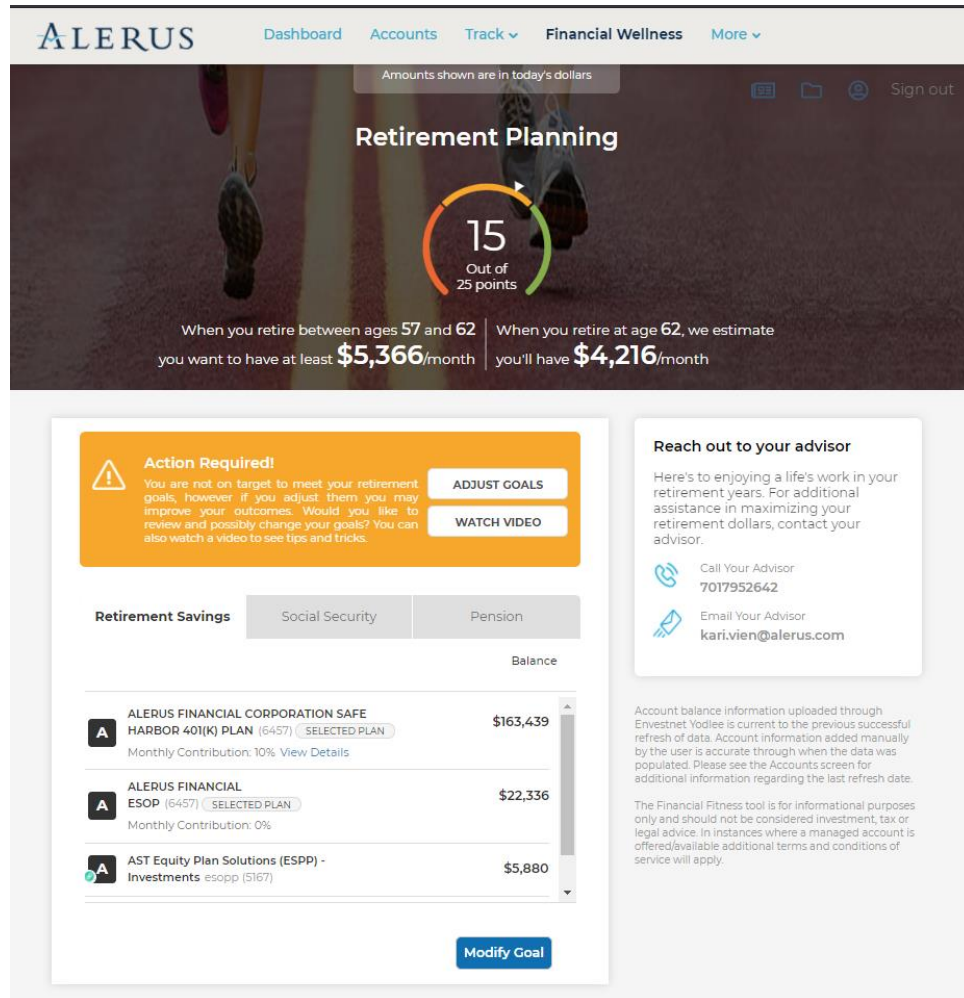 ALERUS
Dashboard Accounts Track Financial Wellness More
Amounts shown are in today's dollars
Sign out
Retirement Planning
15
Out of
25 points
When you retire between ages 57 and 62
you want to have at least $5,366/month
When you retire at age 62, we estimate
you'll have $4,216/month
Action Required!
You are not on target to meet your retirement
goals, however if you adjust them you may
improve your outcomes. Would you like to
review and possibly change your goals? You can
also watch a video to see tips and tricks.
ADJUST GOALS
WATCH VIDEO
Retirement Savings Social Security Pension
Balance
A
ALERUS FINANCIAL CORPORATION SAFE
HARBOR 401(K) PLAN (6457) SELECTED PLAN
Monthly Contribution: 10% View Details
$163,439
A
ALERUS FINANCIAL
ESOP (6457) SELECTED PLAN
Monthly Contribution: 0%
$22,336
A
AST Equity Plan Solutions (ESPP) -
Investments esopp (5167)
$5,880
Modify Goal
Reach out to your advisor
Here's to enjoying a life's work in your
retirement years. For additional
assistance in maximizing your
retirement dollars, contact your
advisor.
Call Your Advisor
7017952642
Email Your Advisor
kari.vien@alerus.com
Account balance information uploaded through
Envestnet Yodlee is current to the previous successful
refresh of data. Account information added manually
by the user is accurate through when the data was
populated. Please see the Accounts screen for
additional information regarding the last refresh date.
The Financial Fitness tool is for informational purposes
only and should not be considered investment, tax or
legal advice. In instances where a managed account is
offered/available additional terms and conditions of
service will apply.